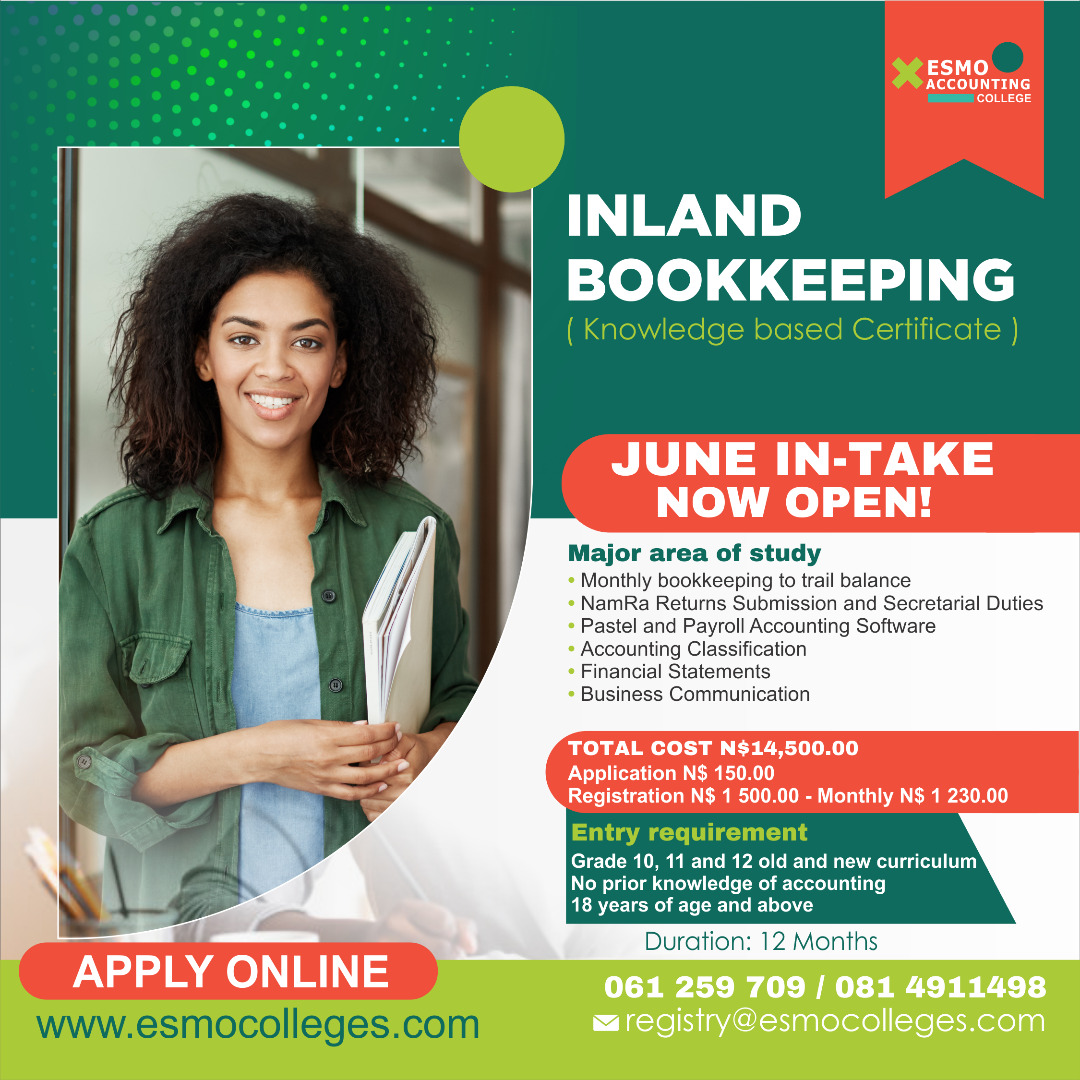 ESMO
ACCOUNTING
COLLEGE
INLAND
BOOKKEEPING
( Knowledge based Certificate )
JUNE IN-TAKE
NOW OPEN!
Major area of study
• Monthly bookkeeping to trail balance
• NamRa Returns Submission and Secretarial Duties
• Pastel and Payroll Accounting Software
• Accounting Classification
• Financial Statements
• Business Communication
TOTAL COST N$14,500.00
Application N$ 150.00
Registration N$ 1 500.00 - Monthly N$ 1 230.00
Entry requirement
Grade 10, 11 and 12 old and new curriculum
No prior knowledge of accounting
18 years of age and above
Duration: 12 Months
APPLY ONLINE
www.esmocolleges.com
061 259 709 / 081 4911498
registry@esmocolleges.com